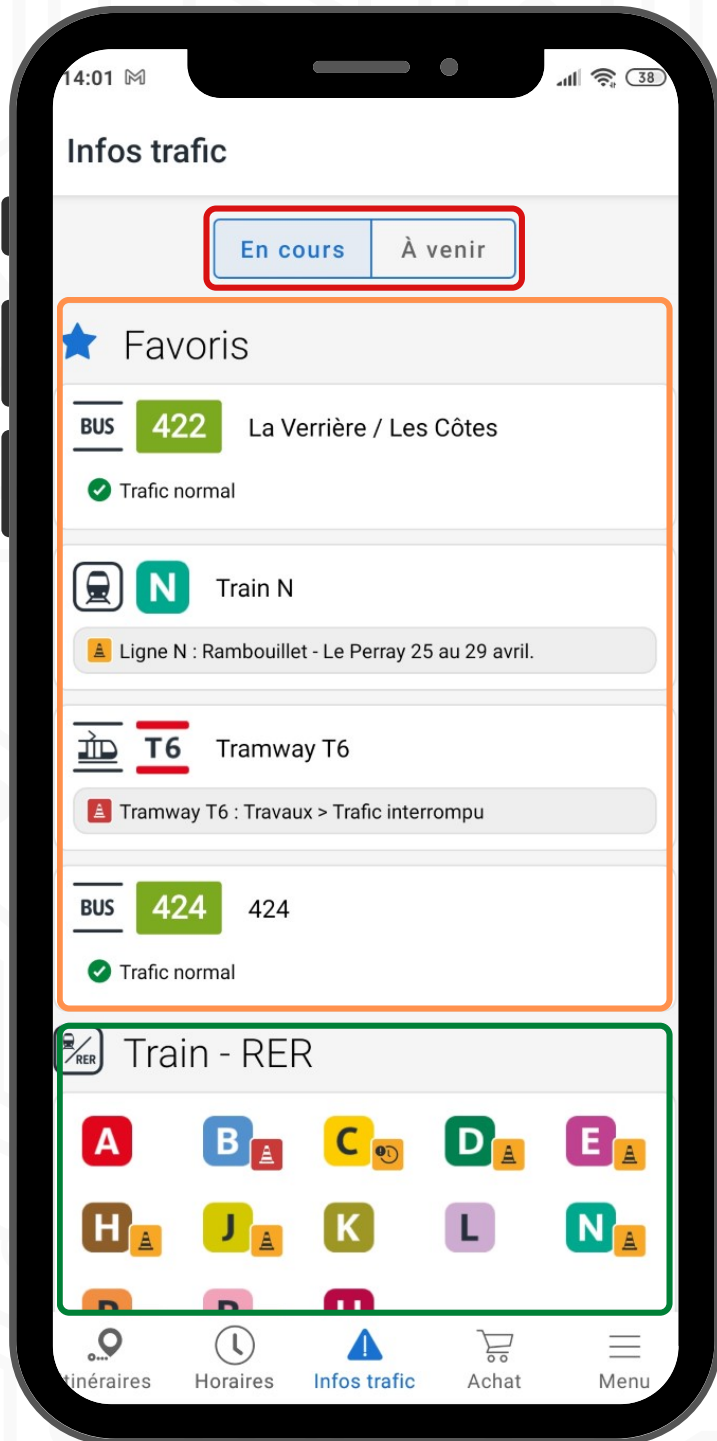 14:01 38
Infos trafic
En cours À venir
Favoris
BUS 422 La Verrière / Les Côtes
Trafic normal
N Train N
Ligne N : Rambouillet - Le Perray 25 au 29 avril.
T6 Tramway T6
Tramway T6 : Travaux > Trafic interrompu
BUS 424 424
Trafic normal
RER Train - RER
A B C D E
H J K L N
tinéraires Horaires Infos trafic Achat Menu